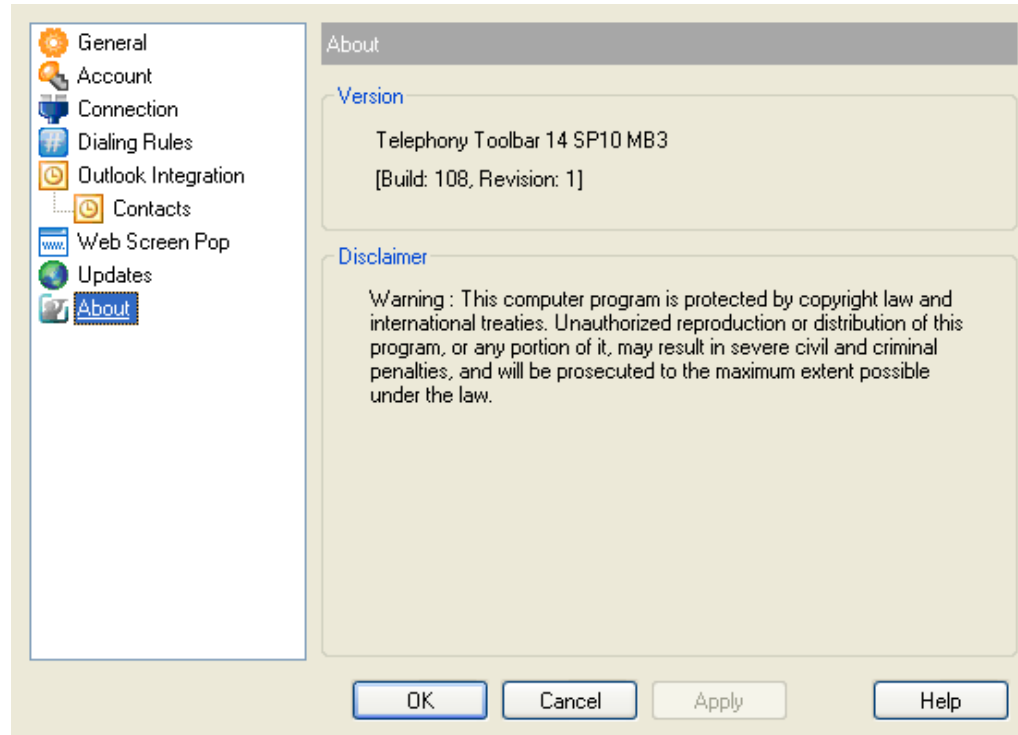 General
Account
Connection
Dialing Rules
Outlook Integration
Contacts
www.
Web Screen Pop
Updates
About
About
Version
Telephony Toolbar 14 SP10 MB3
[Build: 108, Revision: 1]
Disclaimer
Warning : This computer program is protected by copyright law and
international treaties. Unauthorized reproduction or distribution of this
program, or any portion of it, may result in severe civil and criminal
penalties, and will be prosecuted to the maximum extent possible
under the law.
OK
Cancel
Apply
Help